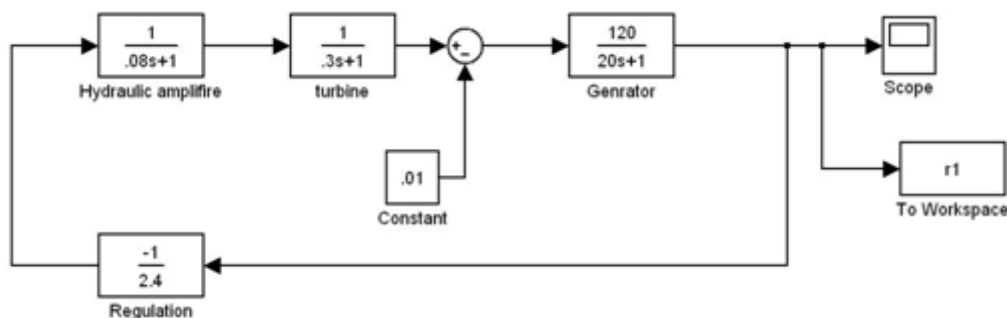 1
.08s+1
Hydraulic amplifire
1
.3s+1
turbine
+
-
120
20s+1
Genrator
Scope
.01
Constant
r1
To Workspace
-1
2.4
Regulation